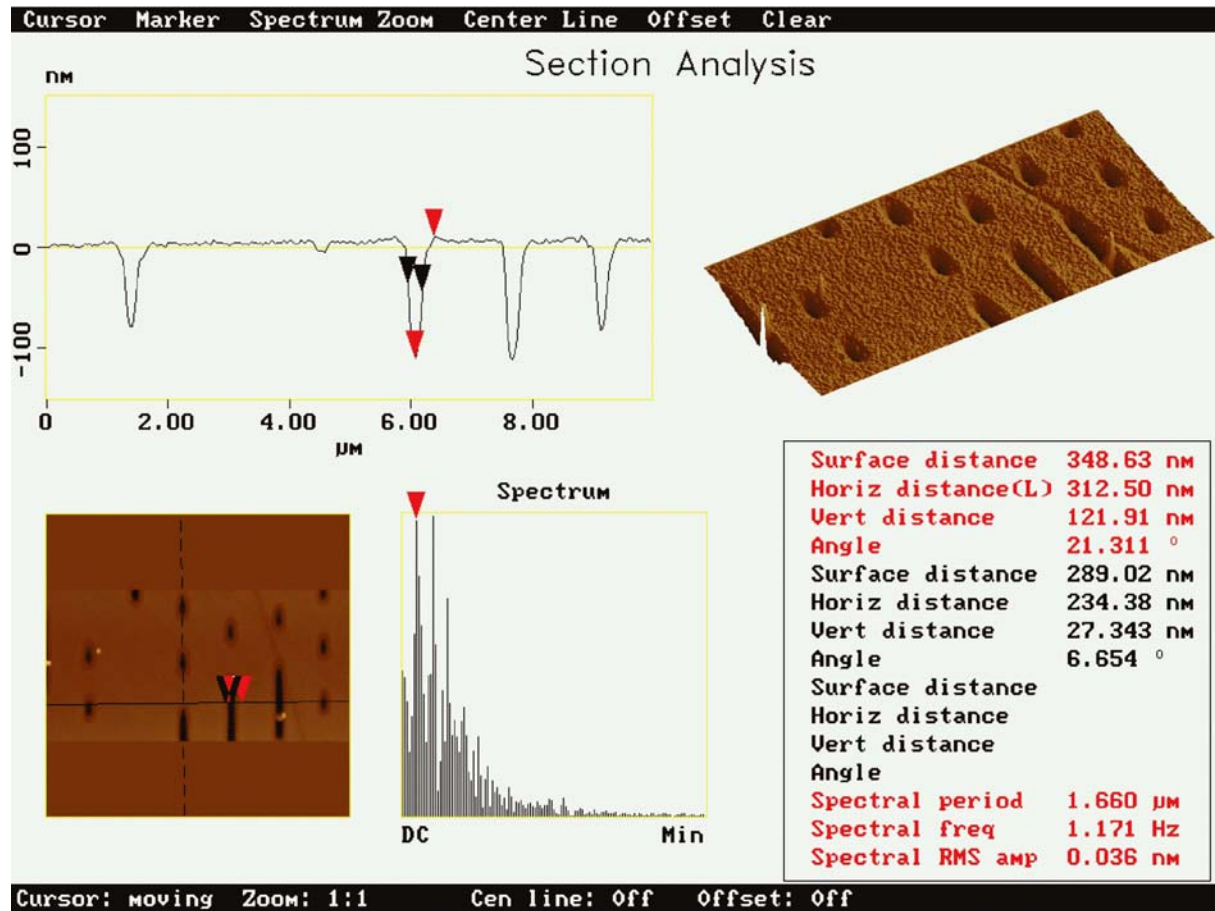 Cursor Marker Spectrum Zoom Center Line Offset Clear
Section Analysis
nM
100
0
-100
0 2.00 4.00 6.00 8.00
µM
Spectrum
DC Min
Surface distance 348.63 nM
Horiz distance(L) 312.50 nM
Vert distance 121.91 nM
Angle 21.311 °
Surface distance 289.02 nM
Horiz distance 234.38 nM
Vert distance 27.343 nM
Angle 6.654 °
Surface distance
Horiz distance
Vert distance
Angle
Spectral period 1.660 µM
Spectral freq 1.171 Hz
Spectral RMS amp 0.036 nM
Cursor: moving Zoom: 1:1 Cen line: Off Offset: Off